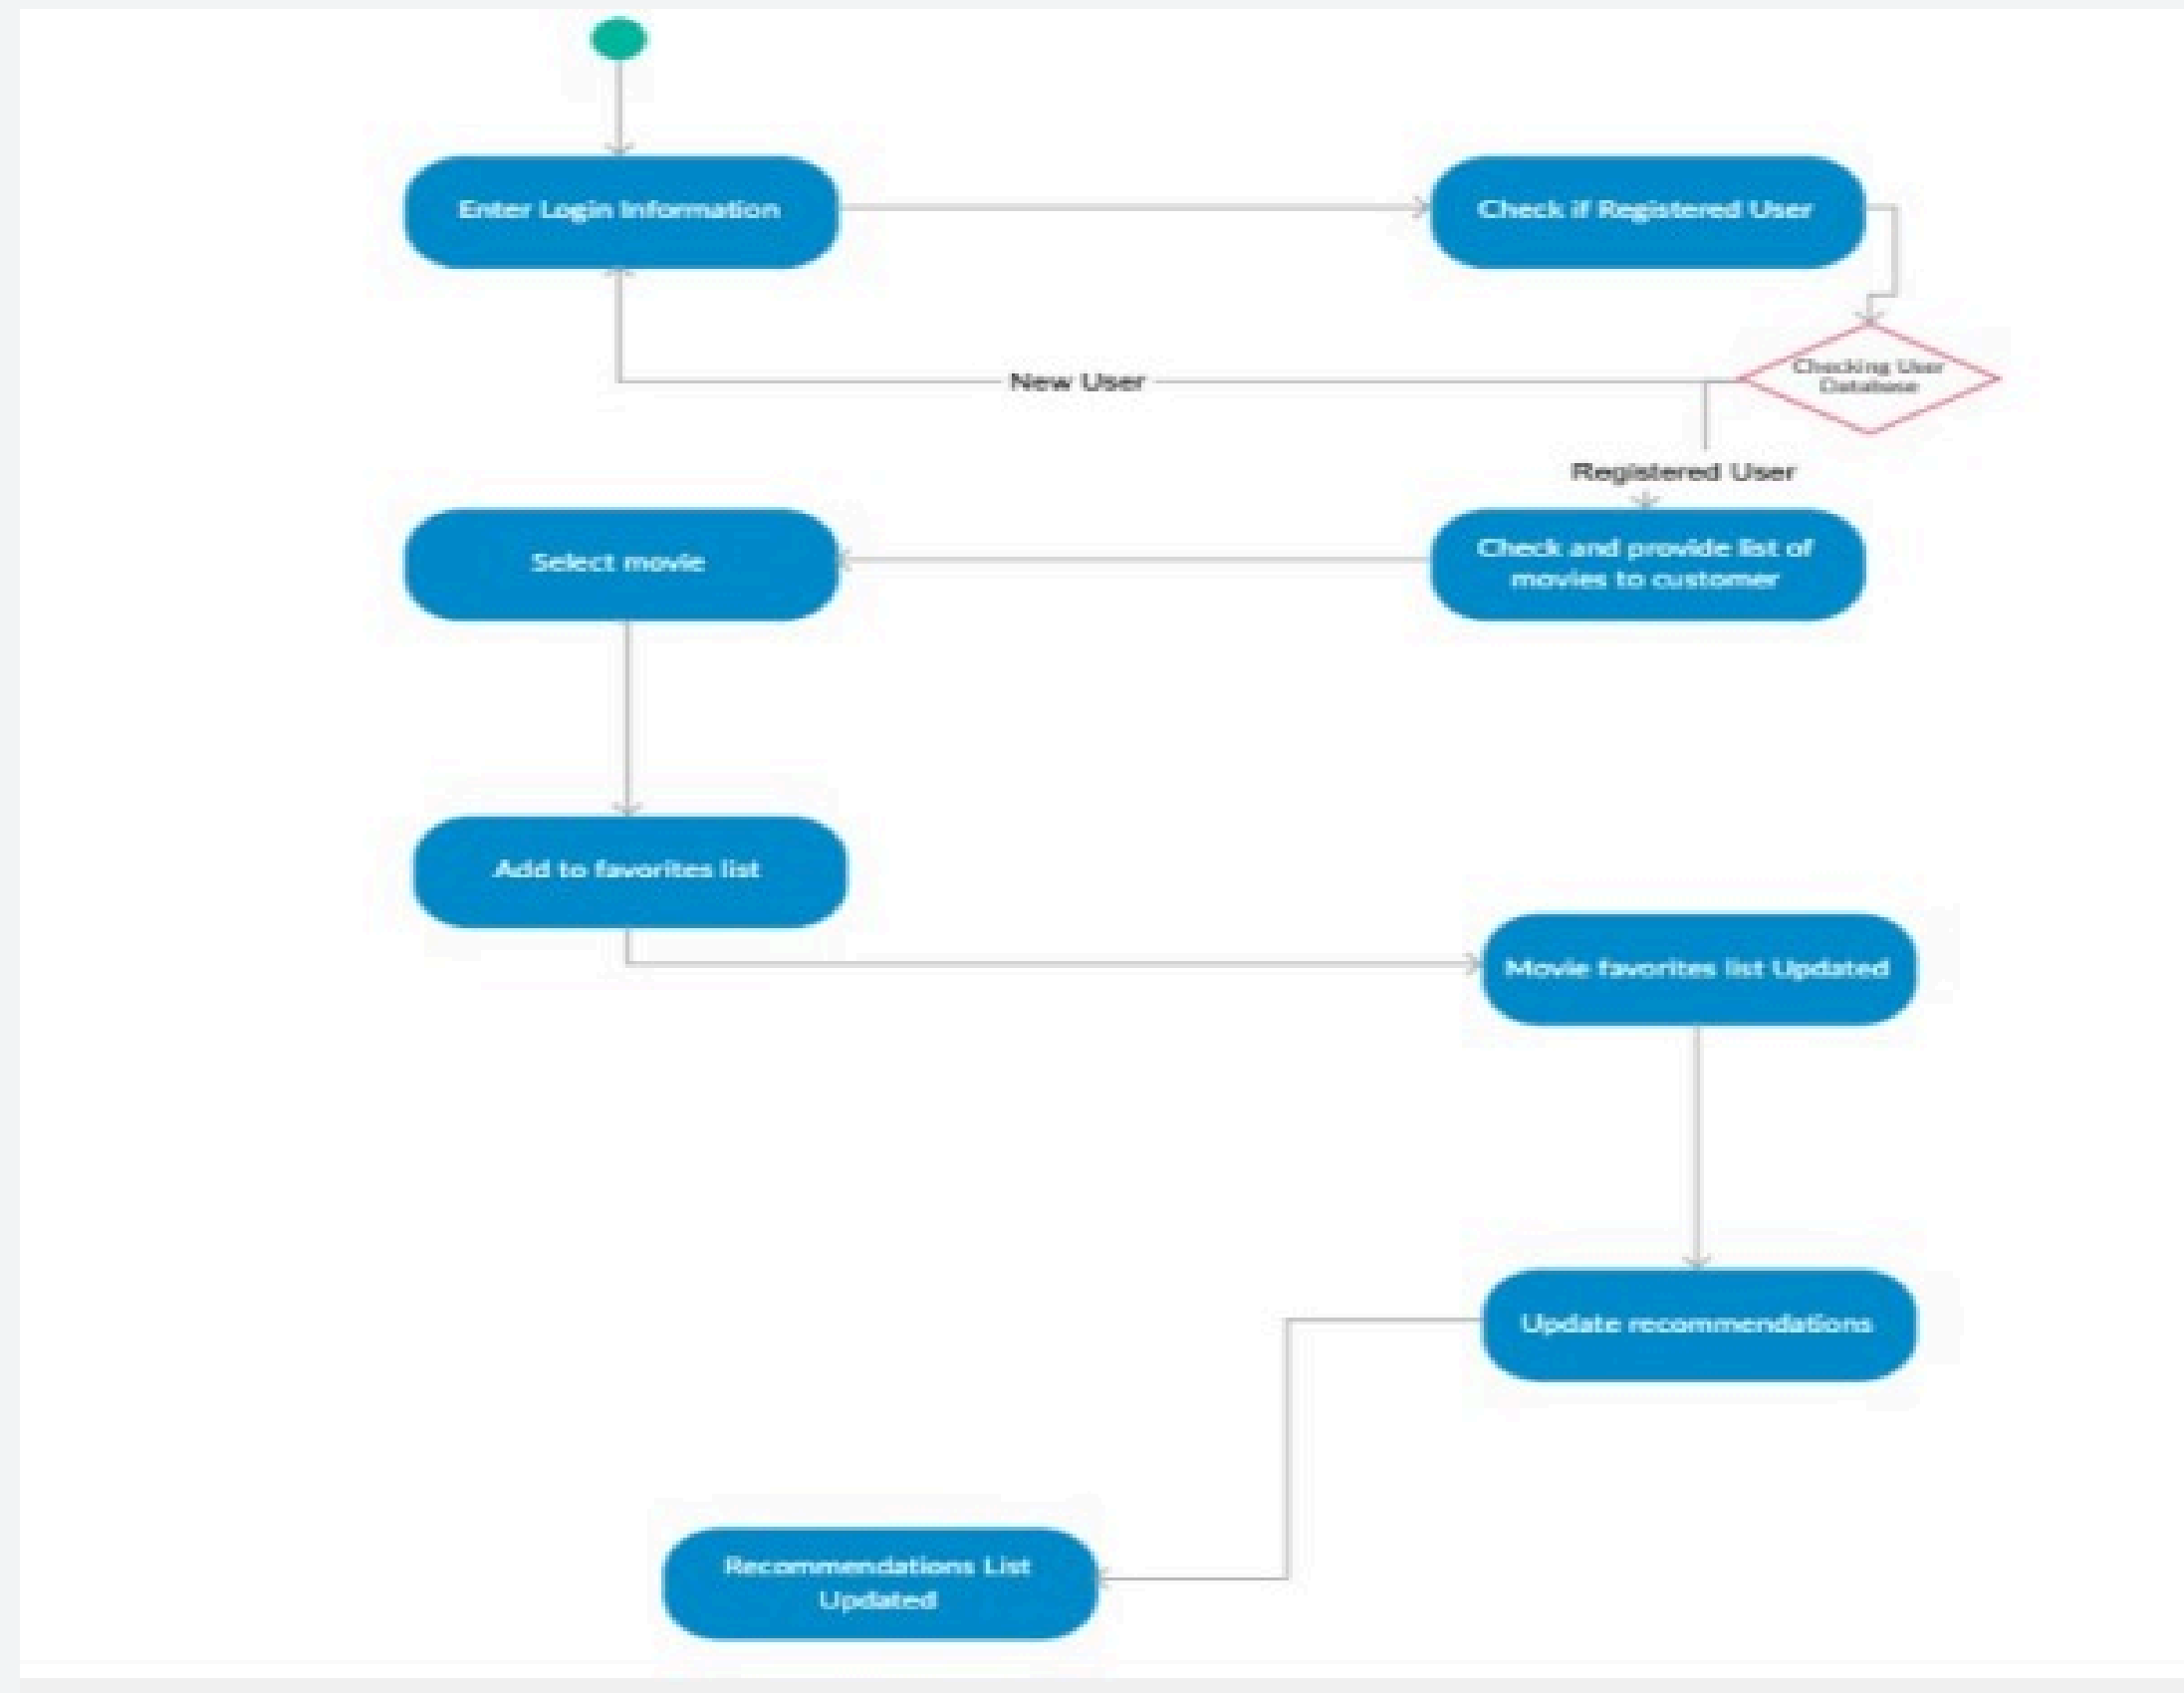 Enter Login Information
Check if Registered User
Checking User
Database
New User
Registered User
Select movie
Check and provide list of
movies to customer
Add to favorites list
Movie favorites list Updated
Update recommendations
Recommendations List
Updated